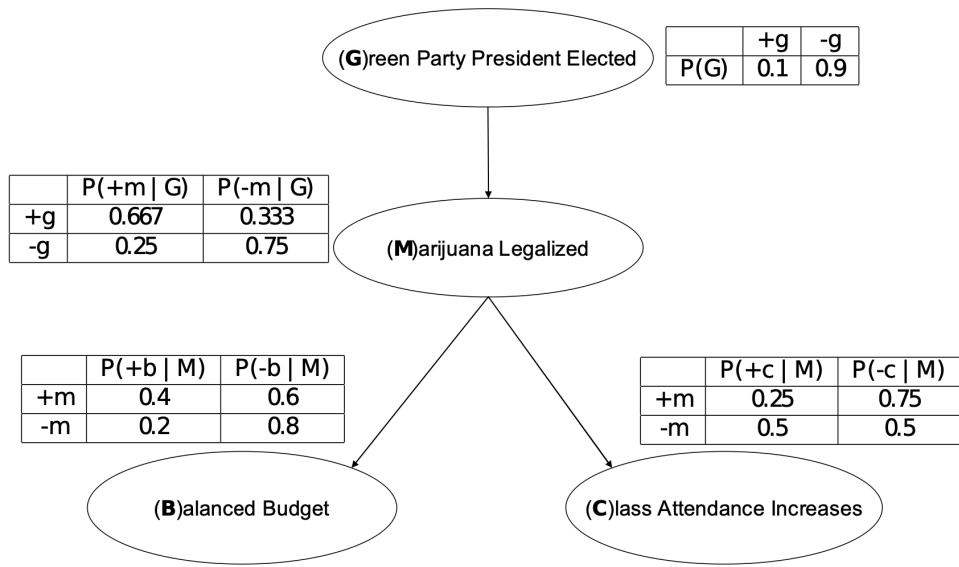 (G)reen Party President Elected
+g -g
P(G) 0.1 0.9
P(+m | G) P(-m | G)
+g 0.667 0.333
-g 0.25 0.75
(M)arijuana Legalized
P(+b | M) P(-b | M)
+m 0.4 0.6
-m 0.2 0.8
P(+c | M) P(-c | M)
+m 0.25 0.75
-m 0.5 0.5
(B)alanced Budget
(C)lass Attendance Increases